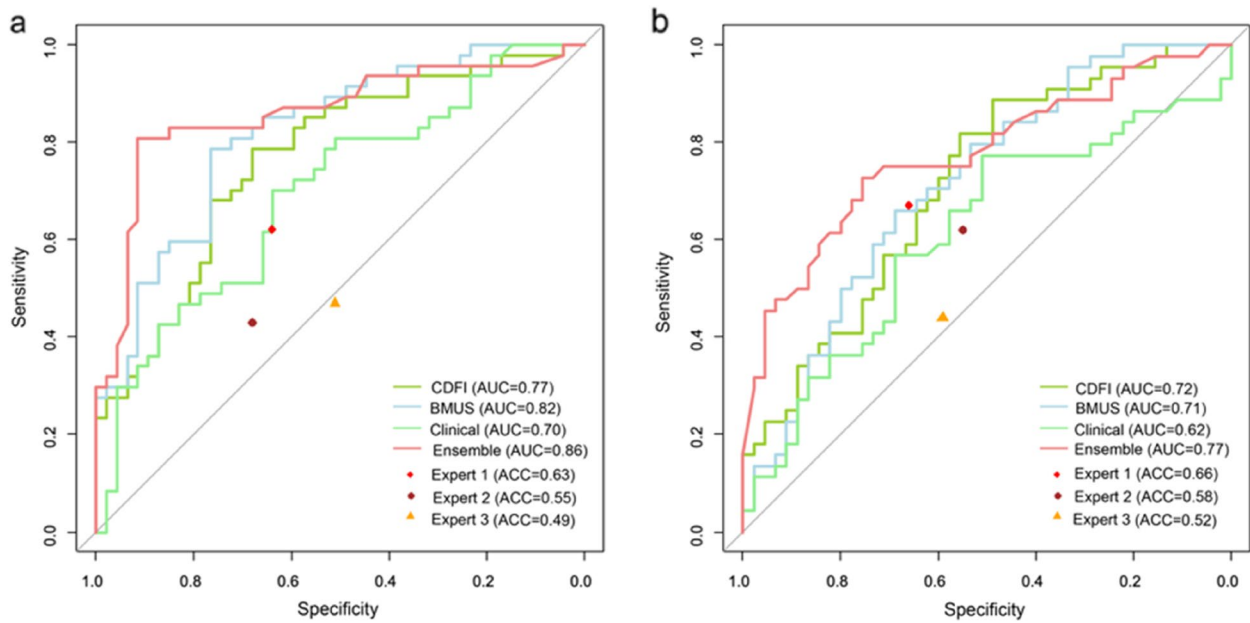 a
1.0
0.8
0.6
0.4
0.2
0.0
Sensitivity
CDFI (AUC=0.77)
BMUS (AUC=0.82)
Clinical (AUC=0.70)
Ensemble (AUC=0.86)
Expert 1 (ACC=0.63)
Expert 2 (ACC=0.55)
Expert 3 (ACC=0.49)
1.0 0.8 0.6 0.4 0.2 0.0
Specificity
b
1.0
0.8
0.6
0.4
0.2
0.0
Sensitivity
CDFI (AUC=0.72)
BMUS (AUC=0.71)
Clinical (AUC=0.62)
Ensemble (AUC=0.77)
Expert 1 (ACC=0.66)
Expert 2 (ACC=0.58)
Expert 3 (ACC=0.52)
1.0 0.8 0.6 0.4 0.2 0.0
Specificity